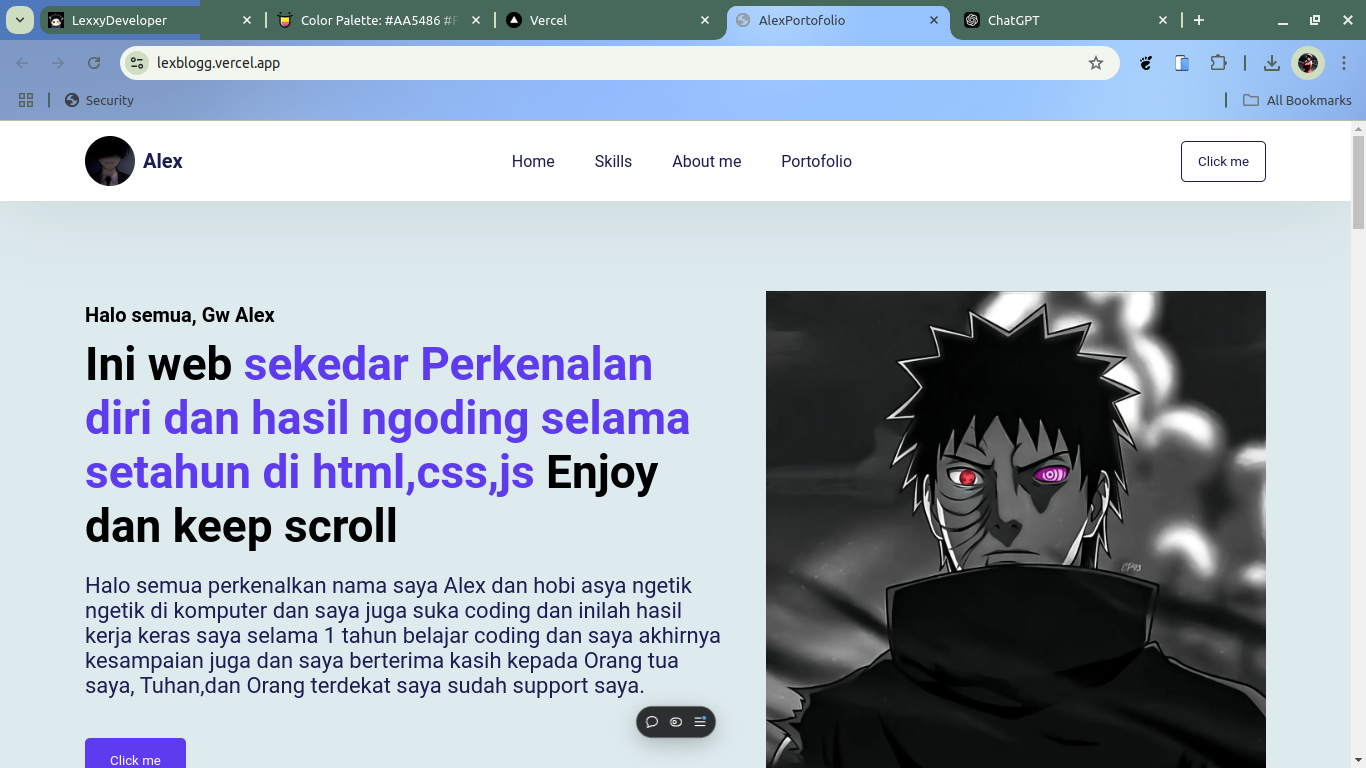 LexxyDeveloper
Color Palette: #AA5486 #F
Vercel
AlexPortofolio
ChatGPT
lexblogg.vercel.app
Security
All Bookmarks
Alex
Home
Skills
About me
Portofolio
Click me
Halo semua, Gw Alex
Ini web sekedar Perkenalan
diri dan hasil ngoding selama
setahun di html,css,js Enjoy
dan keep scroll
Halo semua perkenalkan nama saya Alex dan hobi asya ngetik
ngetik di komputer dan saya juga suka coding dan inilah hasil
kerja keras saya selama 1 tahun belajar coding dan saya akhirnya
kesampaian juga dan saya berterima kasih kepada Orang tua
saya, Tuhan,dan Orang terdekat saya sudah support saya.
Click me